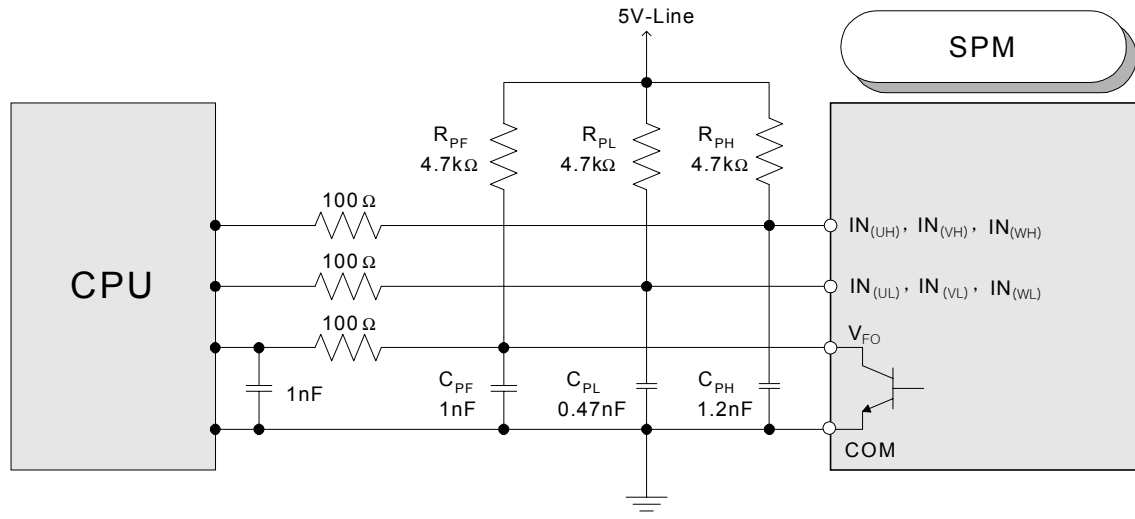 5V-Line
SPM
R_PF
4.7kΩ
R_PL
4.7kΩ
R_PH
4.7kΩ
100 Ω
100 Ω
100 Ω
CPU
IN(UH), IN(VH), IN(WH)
IN(UL), IN(VL), IN(WL)
V_FO
1nF
C_PF
1nF
C_PL
0.47nF
C_PH
1.2nF
COM